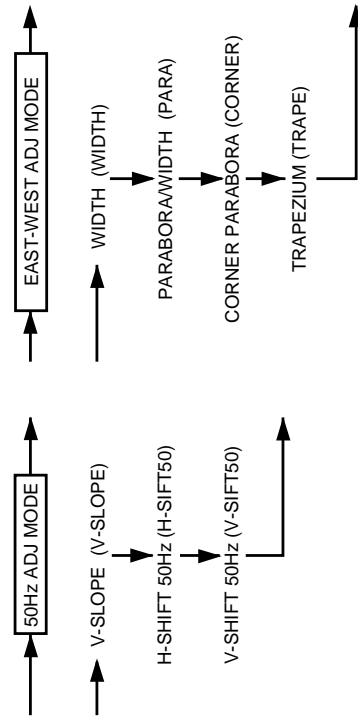 50Hz ADJ MODE
V-SLOPE (V-SLOPE)
H-SHIFT 50Hz (H-SIFT50)
V-SHIFT 50Hz (V-SIFT50)
EAST-WEST ADJ MODE
WIDTH (WIDTH)
PARABORA/WIDTH (PARA)
CORNER PARABORA (CORNER)
TRAPEZIUM (TRAPE)